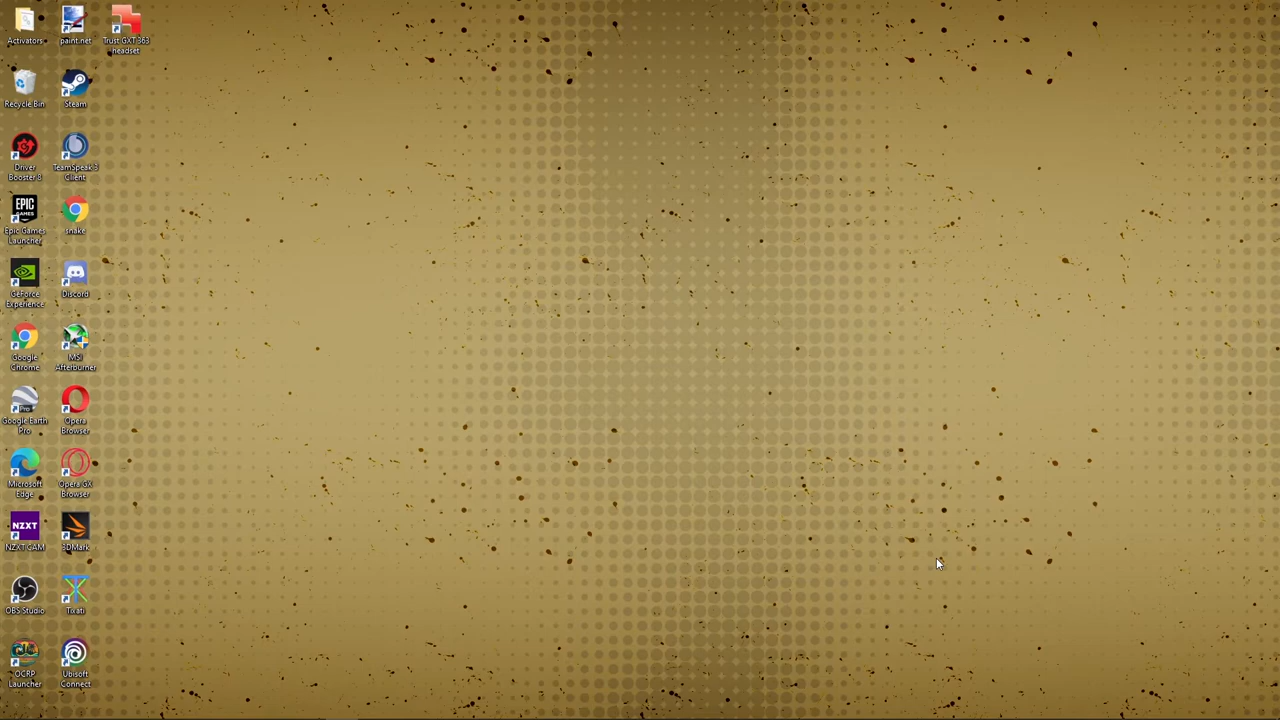 Activators
paint.net
Trust GXT 363
headset
Recycle Bin
Steam
Driver
Booster 8
TeamSpeak 3
Client
EPIC
GAMES
Epic Games
Launcher
snake
GeForce
Experience
Discord
Google
Chrome
MSI
Afterburner
Pro
Google Earth
Pro
Opera
Browser
Microsoft
Edge
Opera GX
Browser
NZXT
NZXT CAM
3DMark
OBS Studio
Tixati
OCRP
Launcher
Ubisoft
Connect